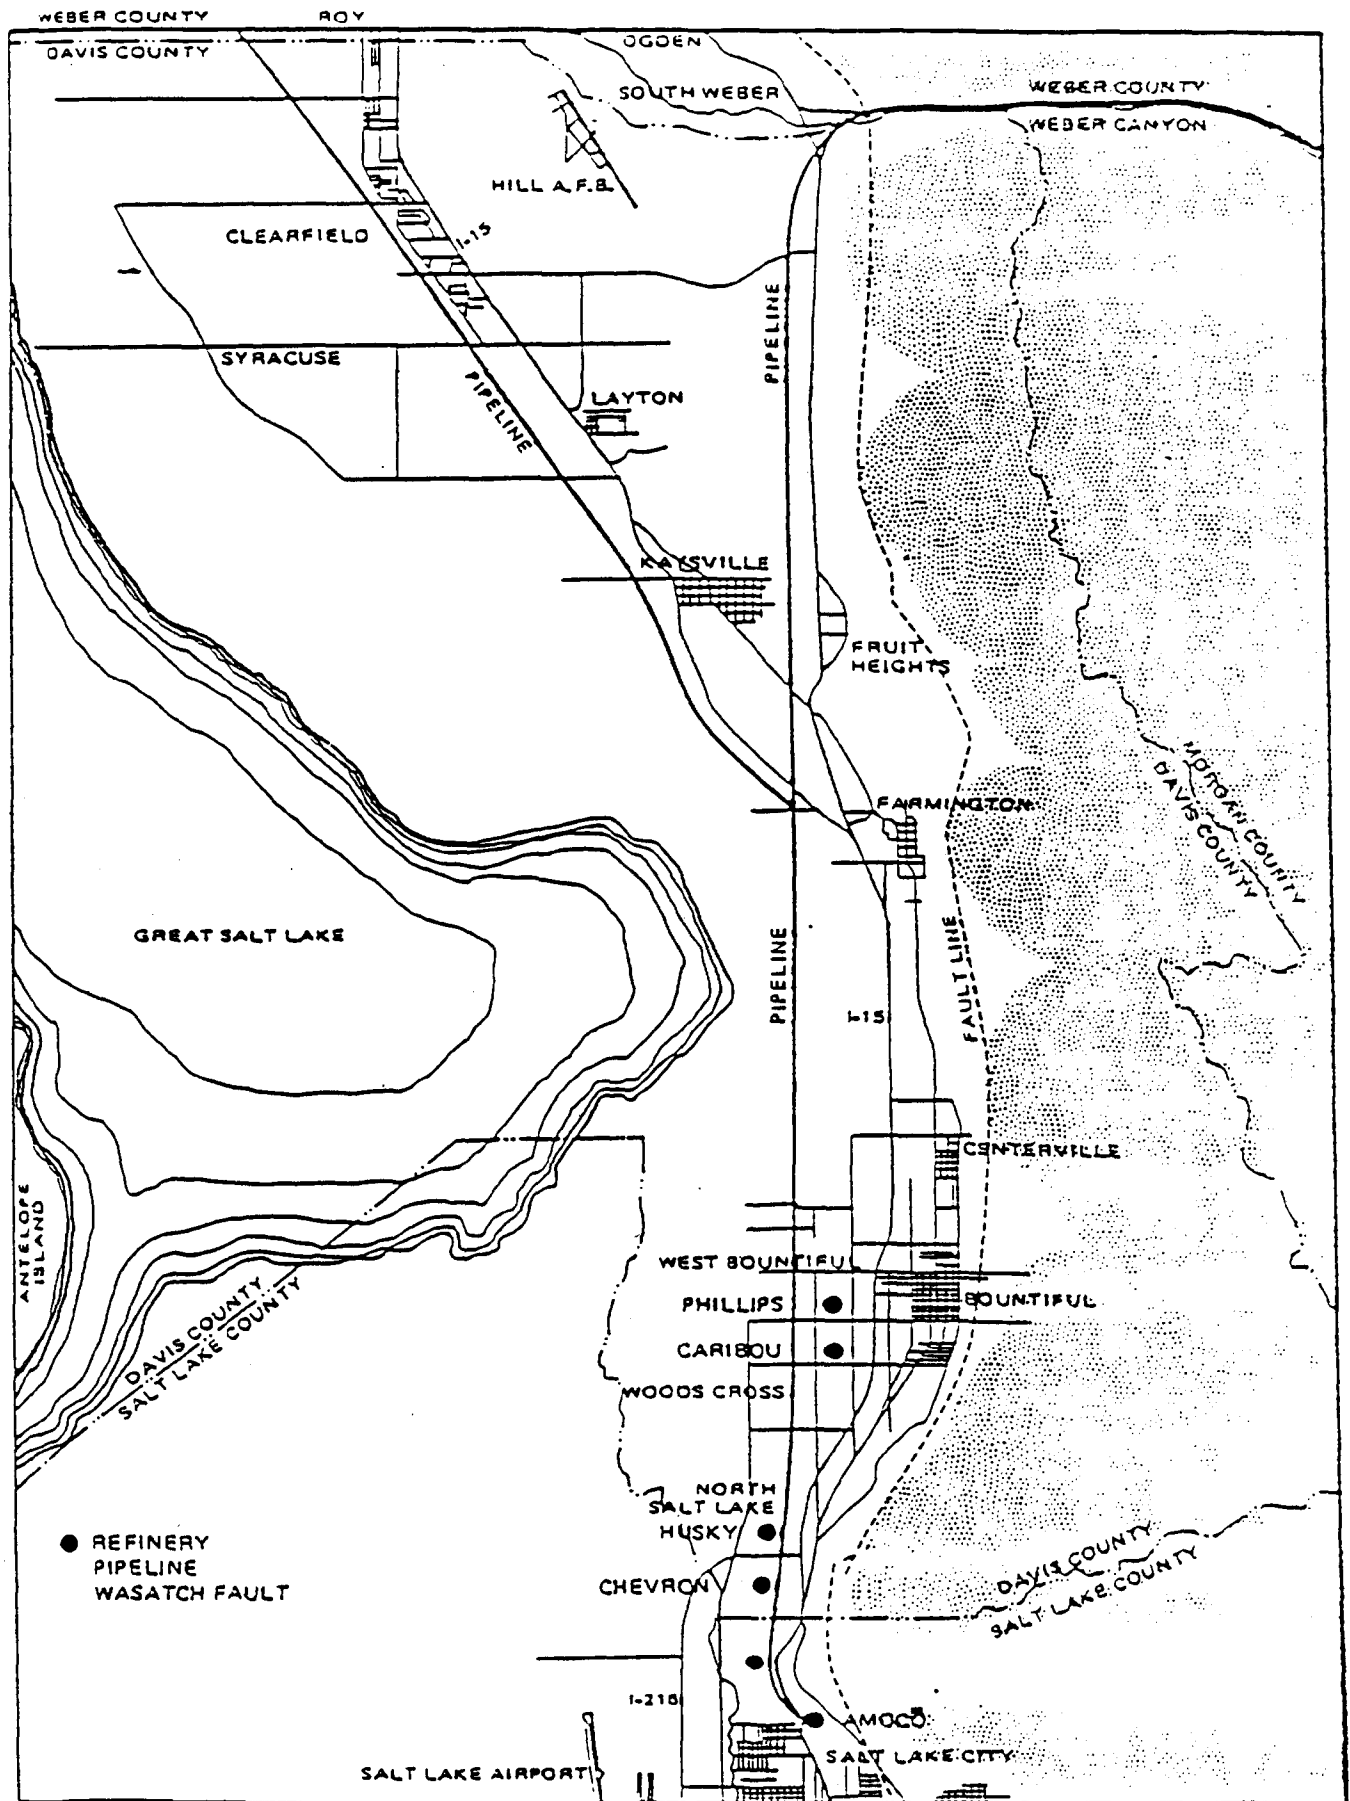 WEBER COUNTY
ROY
DAVIS COUNTY
OGDEN
SOUTH WEBER
WEBER COUNTY
WEBER CANYON
HILL A.F.B.
CLEARFIELD
I-15
PIPELINE
SYRACUSE
PIPELINE
LAYTON
KAYSVILLE
FRUIT
HEIGHTS
MORGAN COUNTY
DAVIS COUNTY
FARMINGTON
GREAT SALT LAKE
PIPELINE
I-15
FAULT LINE
CENTERVILLE
ANTELOPE
ISLAND
WEST BOUNTIFUL
DAVIS COUNTY
SALT LAKE COUNTY
PHILLIPS
BOUNTIFUL
CARIBOU
WOODS CROSS
NORTH
SALT LAKE
HUSKY
REFINERY
PIPELINE
WASATCH FAULT
CHEVRON
DAVIS COUNTY
SALT LAKE COUNTY
I-215
AMOCO
SALT LAKE CITY
SALT LAKE AIRPORT